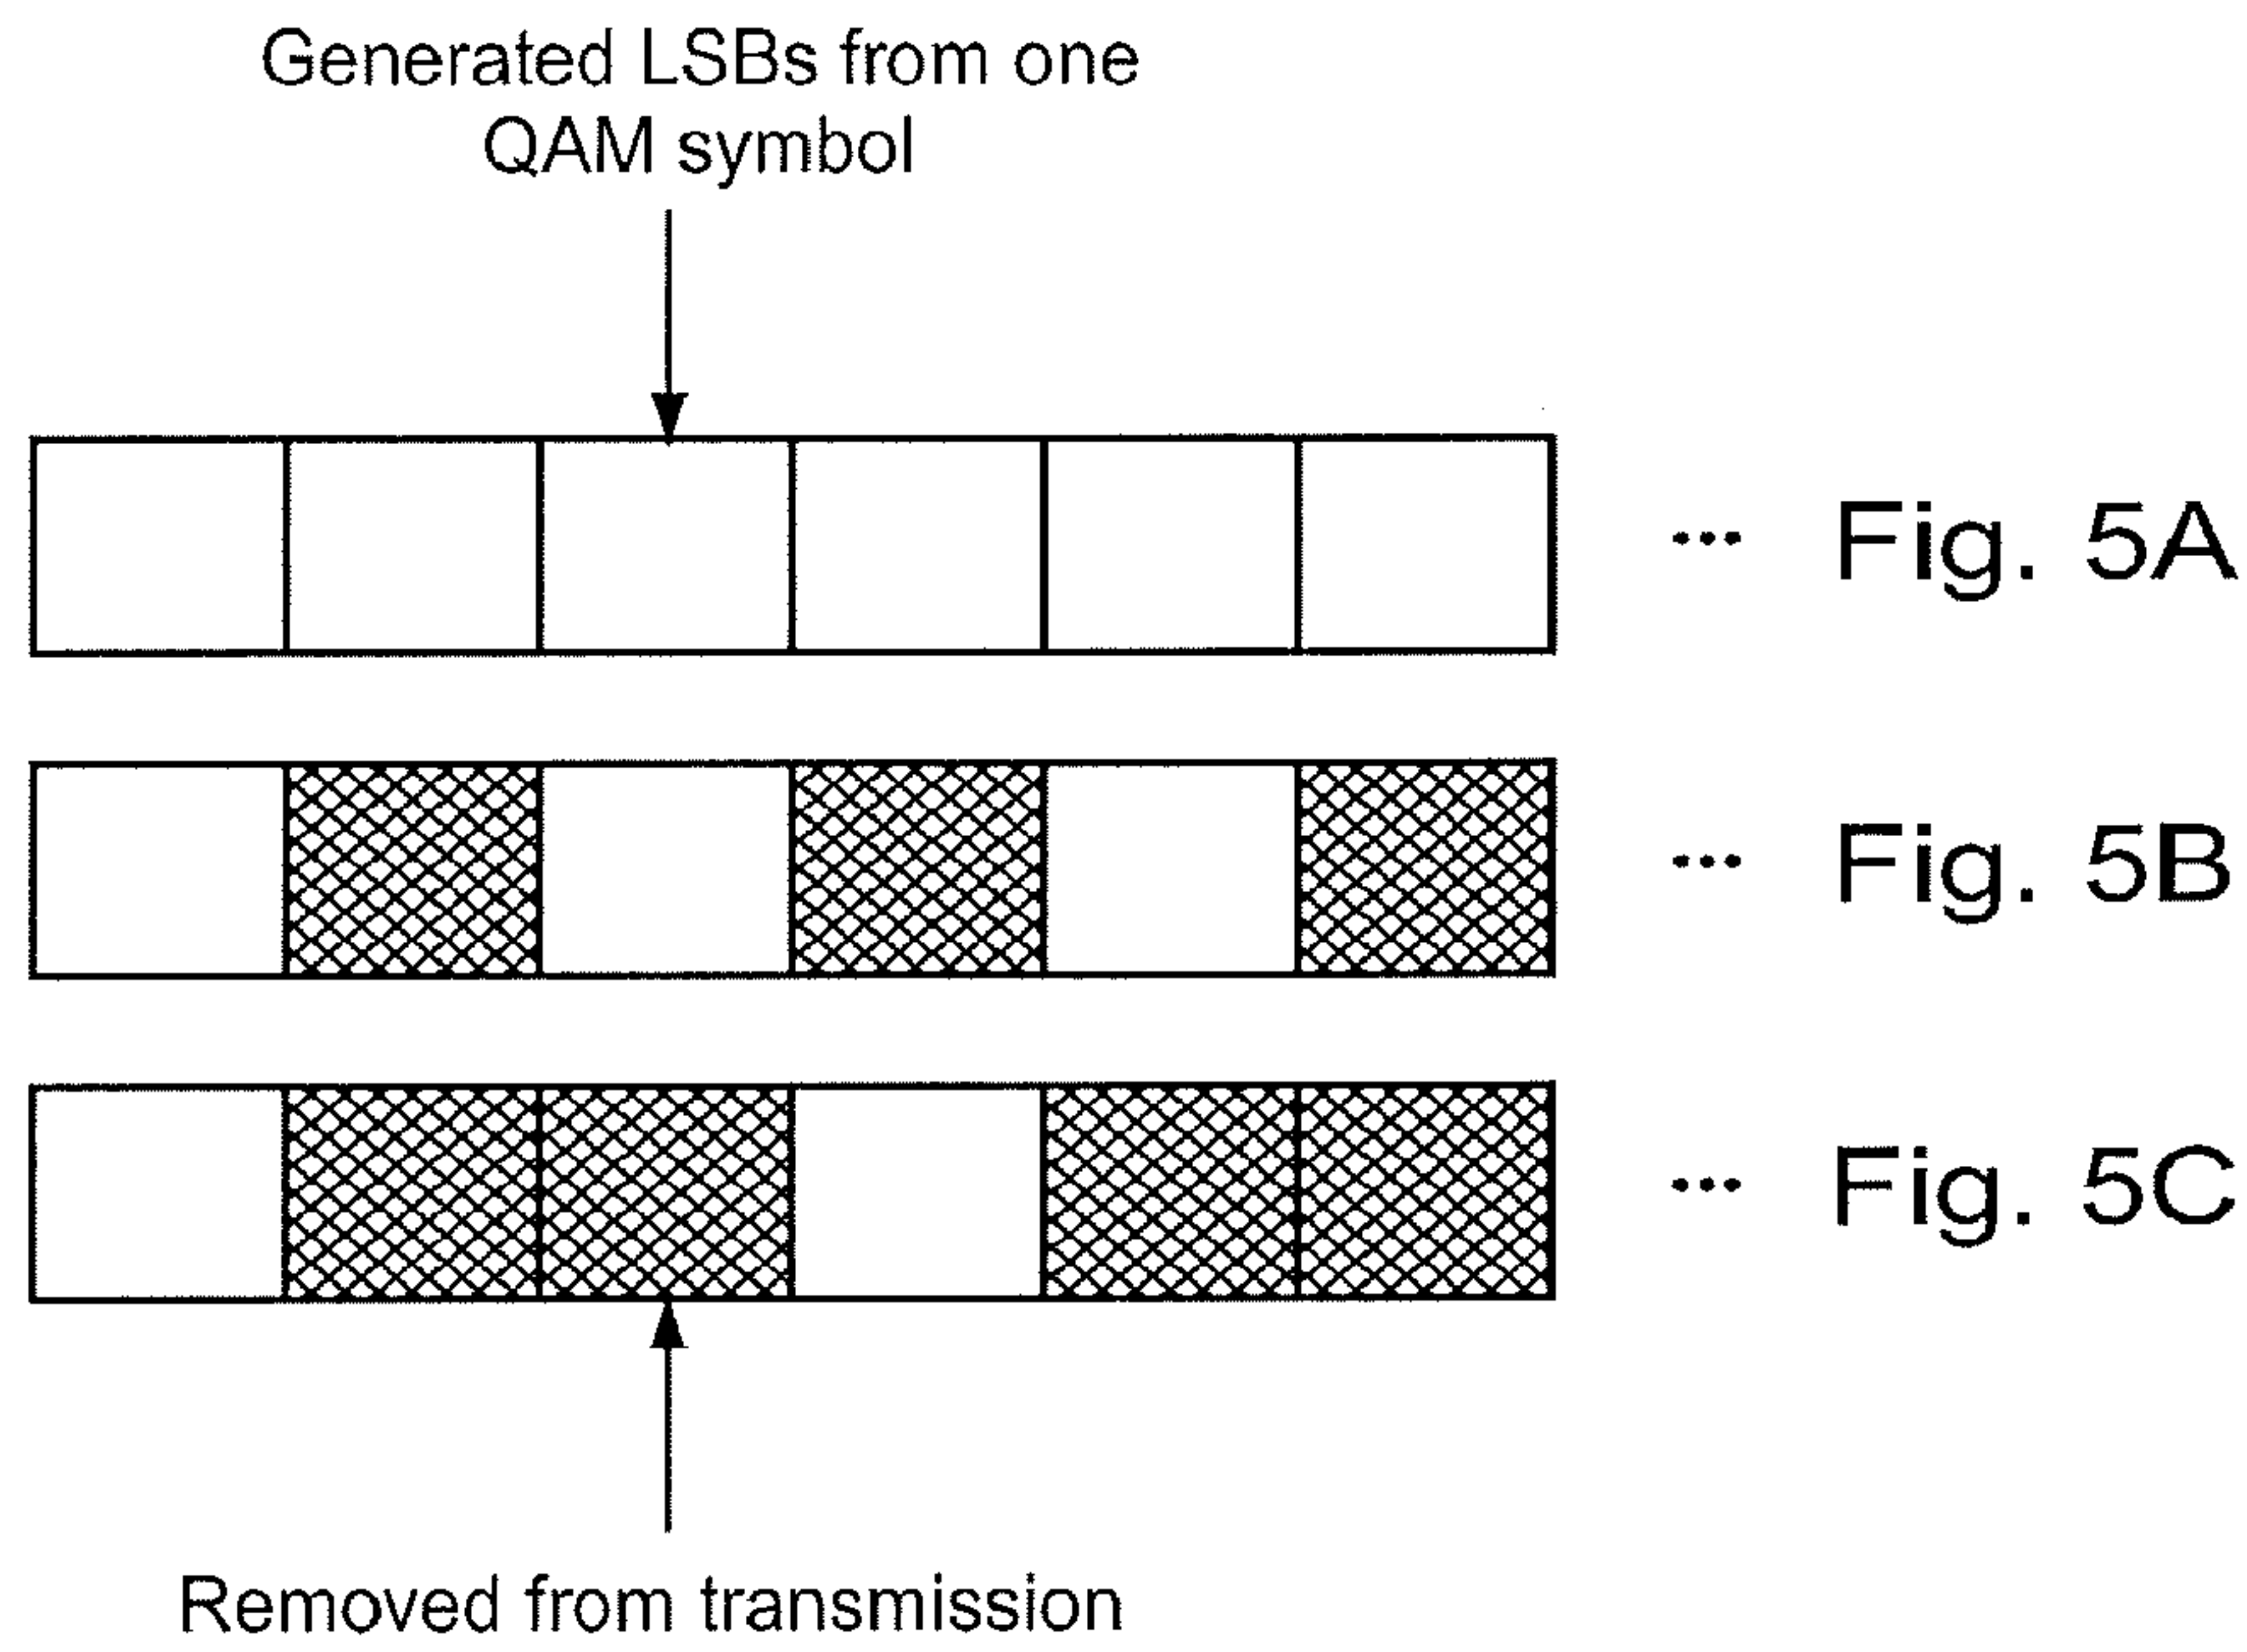 Generated LSBs from one
QAM symbol
... Fig. 5A
... Fig. 5B
... Fig. 5C
Removed from transmission